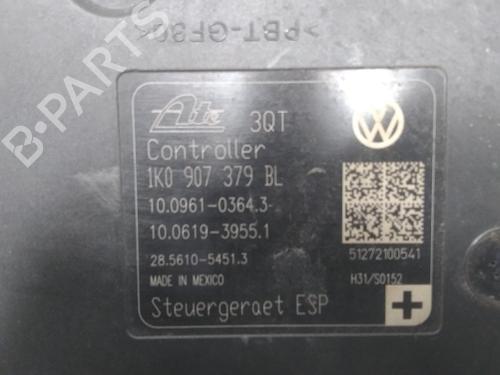 >PBT-GF30<
Ate 3QT
Controller
1K0 907 379 BL
10.0961-0364.3
10.0619-3955.1
28.5610-5451.3
51272100541
MADE IN MEXICO
H31/S0152
Steuergeraet ESP
B-PARTS